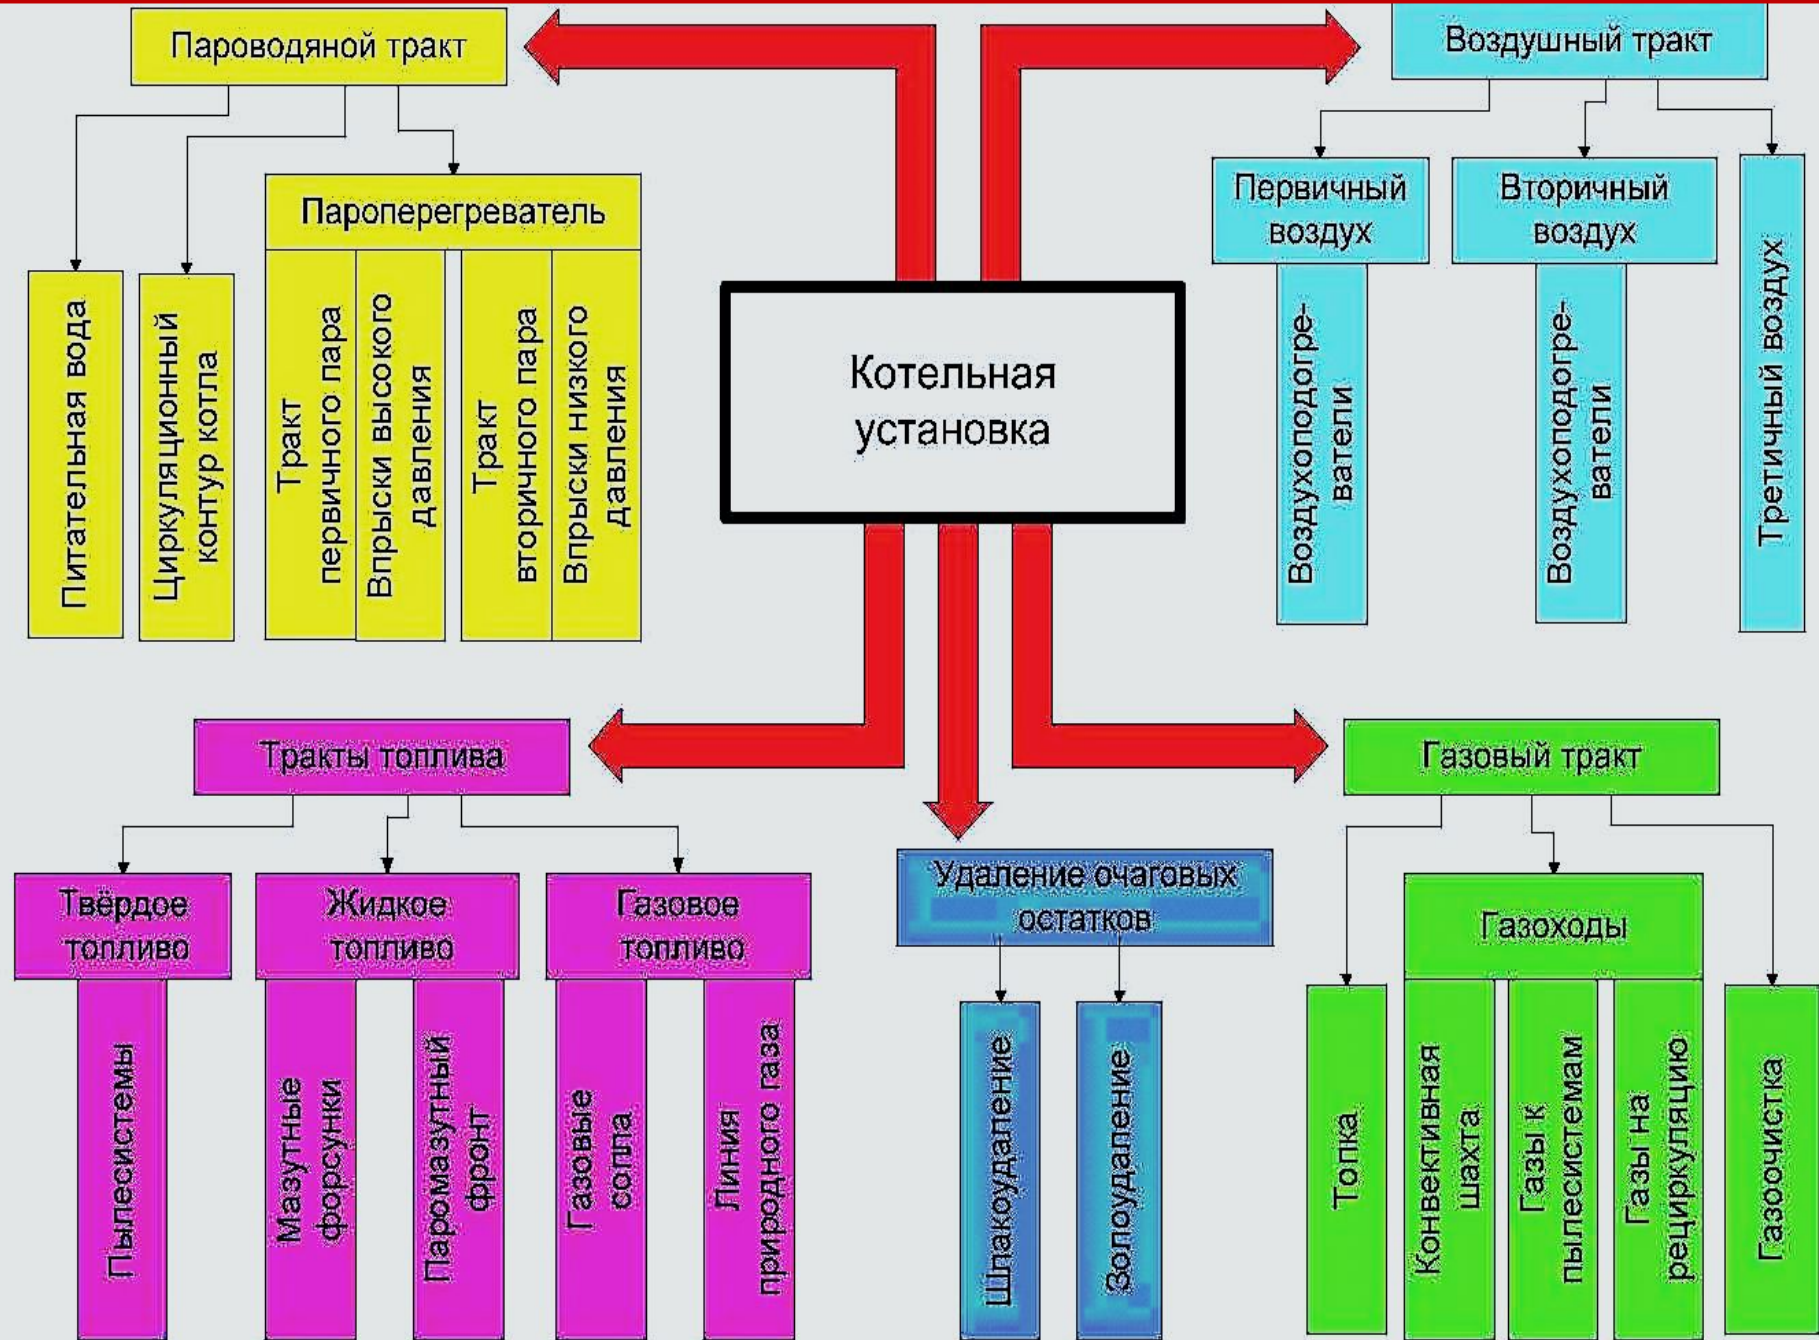 Пароводяной тракт
Воздушный тракт
Пароперегреватель
Питательная вода
Циркуляционный
контур котла
Тракт
первичного пара
Впрыски высокого
давления
Тракт
вторичного пара
Впрыски низкого
давления
Котельная
установка
Первичный
воздух
Вторичный
воздух
Воздухоподогре-
ватели
Воздухоподогре-
ватели
Третичный воздух
Тракты топлива
Твёрдое
топливо
Жидкое
топливо
Газовое
топливо
Пылесистемы
Мазутные
форсунки
Паромазутный
фронт
Газовые
сопла
Линия
природного газа
Удаление очаговых
остатков
Шлакоудаление
Золоудаление
Газовый тракт
Газоходы
Топка
Конвективная
шахта
Газы к
пылесистемам
Газы на
рециркуляцию
Газоочистка